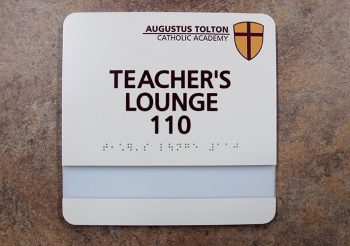 AUGUSTUS TOLTON
CATHOLIC ACADEMY
TEACHER'S
LOUNGE
110